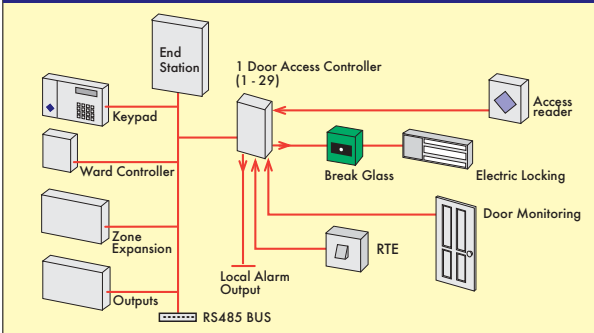 End
Station
1 Door Access Controller
(1 - 29)
Keypad
Access
reader
Ward Controller
Break Glass
Electric Locking
Door Monitoring
Zone
Expansion
RTE
Local Alarm
Output
Outputs
RS485 BUS